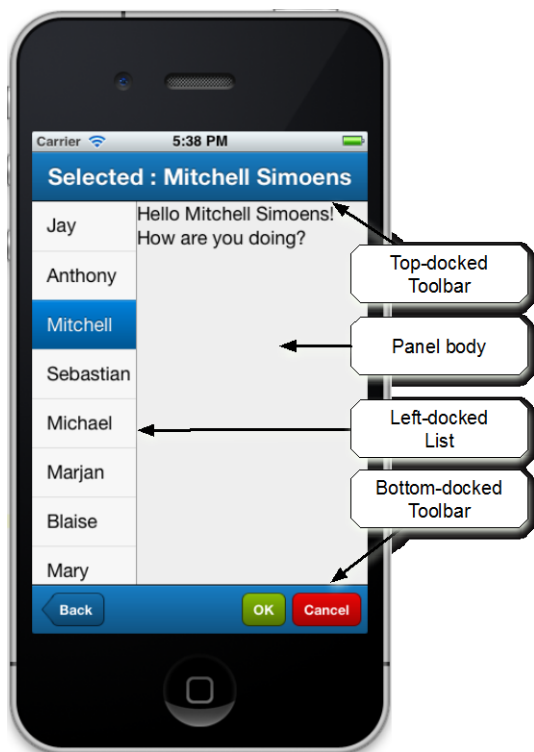 Carrier
5:38 PM
Selected : Mitchell Simoens
Jay
Anthony
Mitchell
Sebastian
Michael
Marjan
Blaise
Mary
Hello Mitchell Simoens!
How are you doing?
Back
OK
Cancel
Top-docked
Toolbar
Panel body
Left-docked
List
Bottom-docked
Toolbar